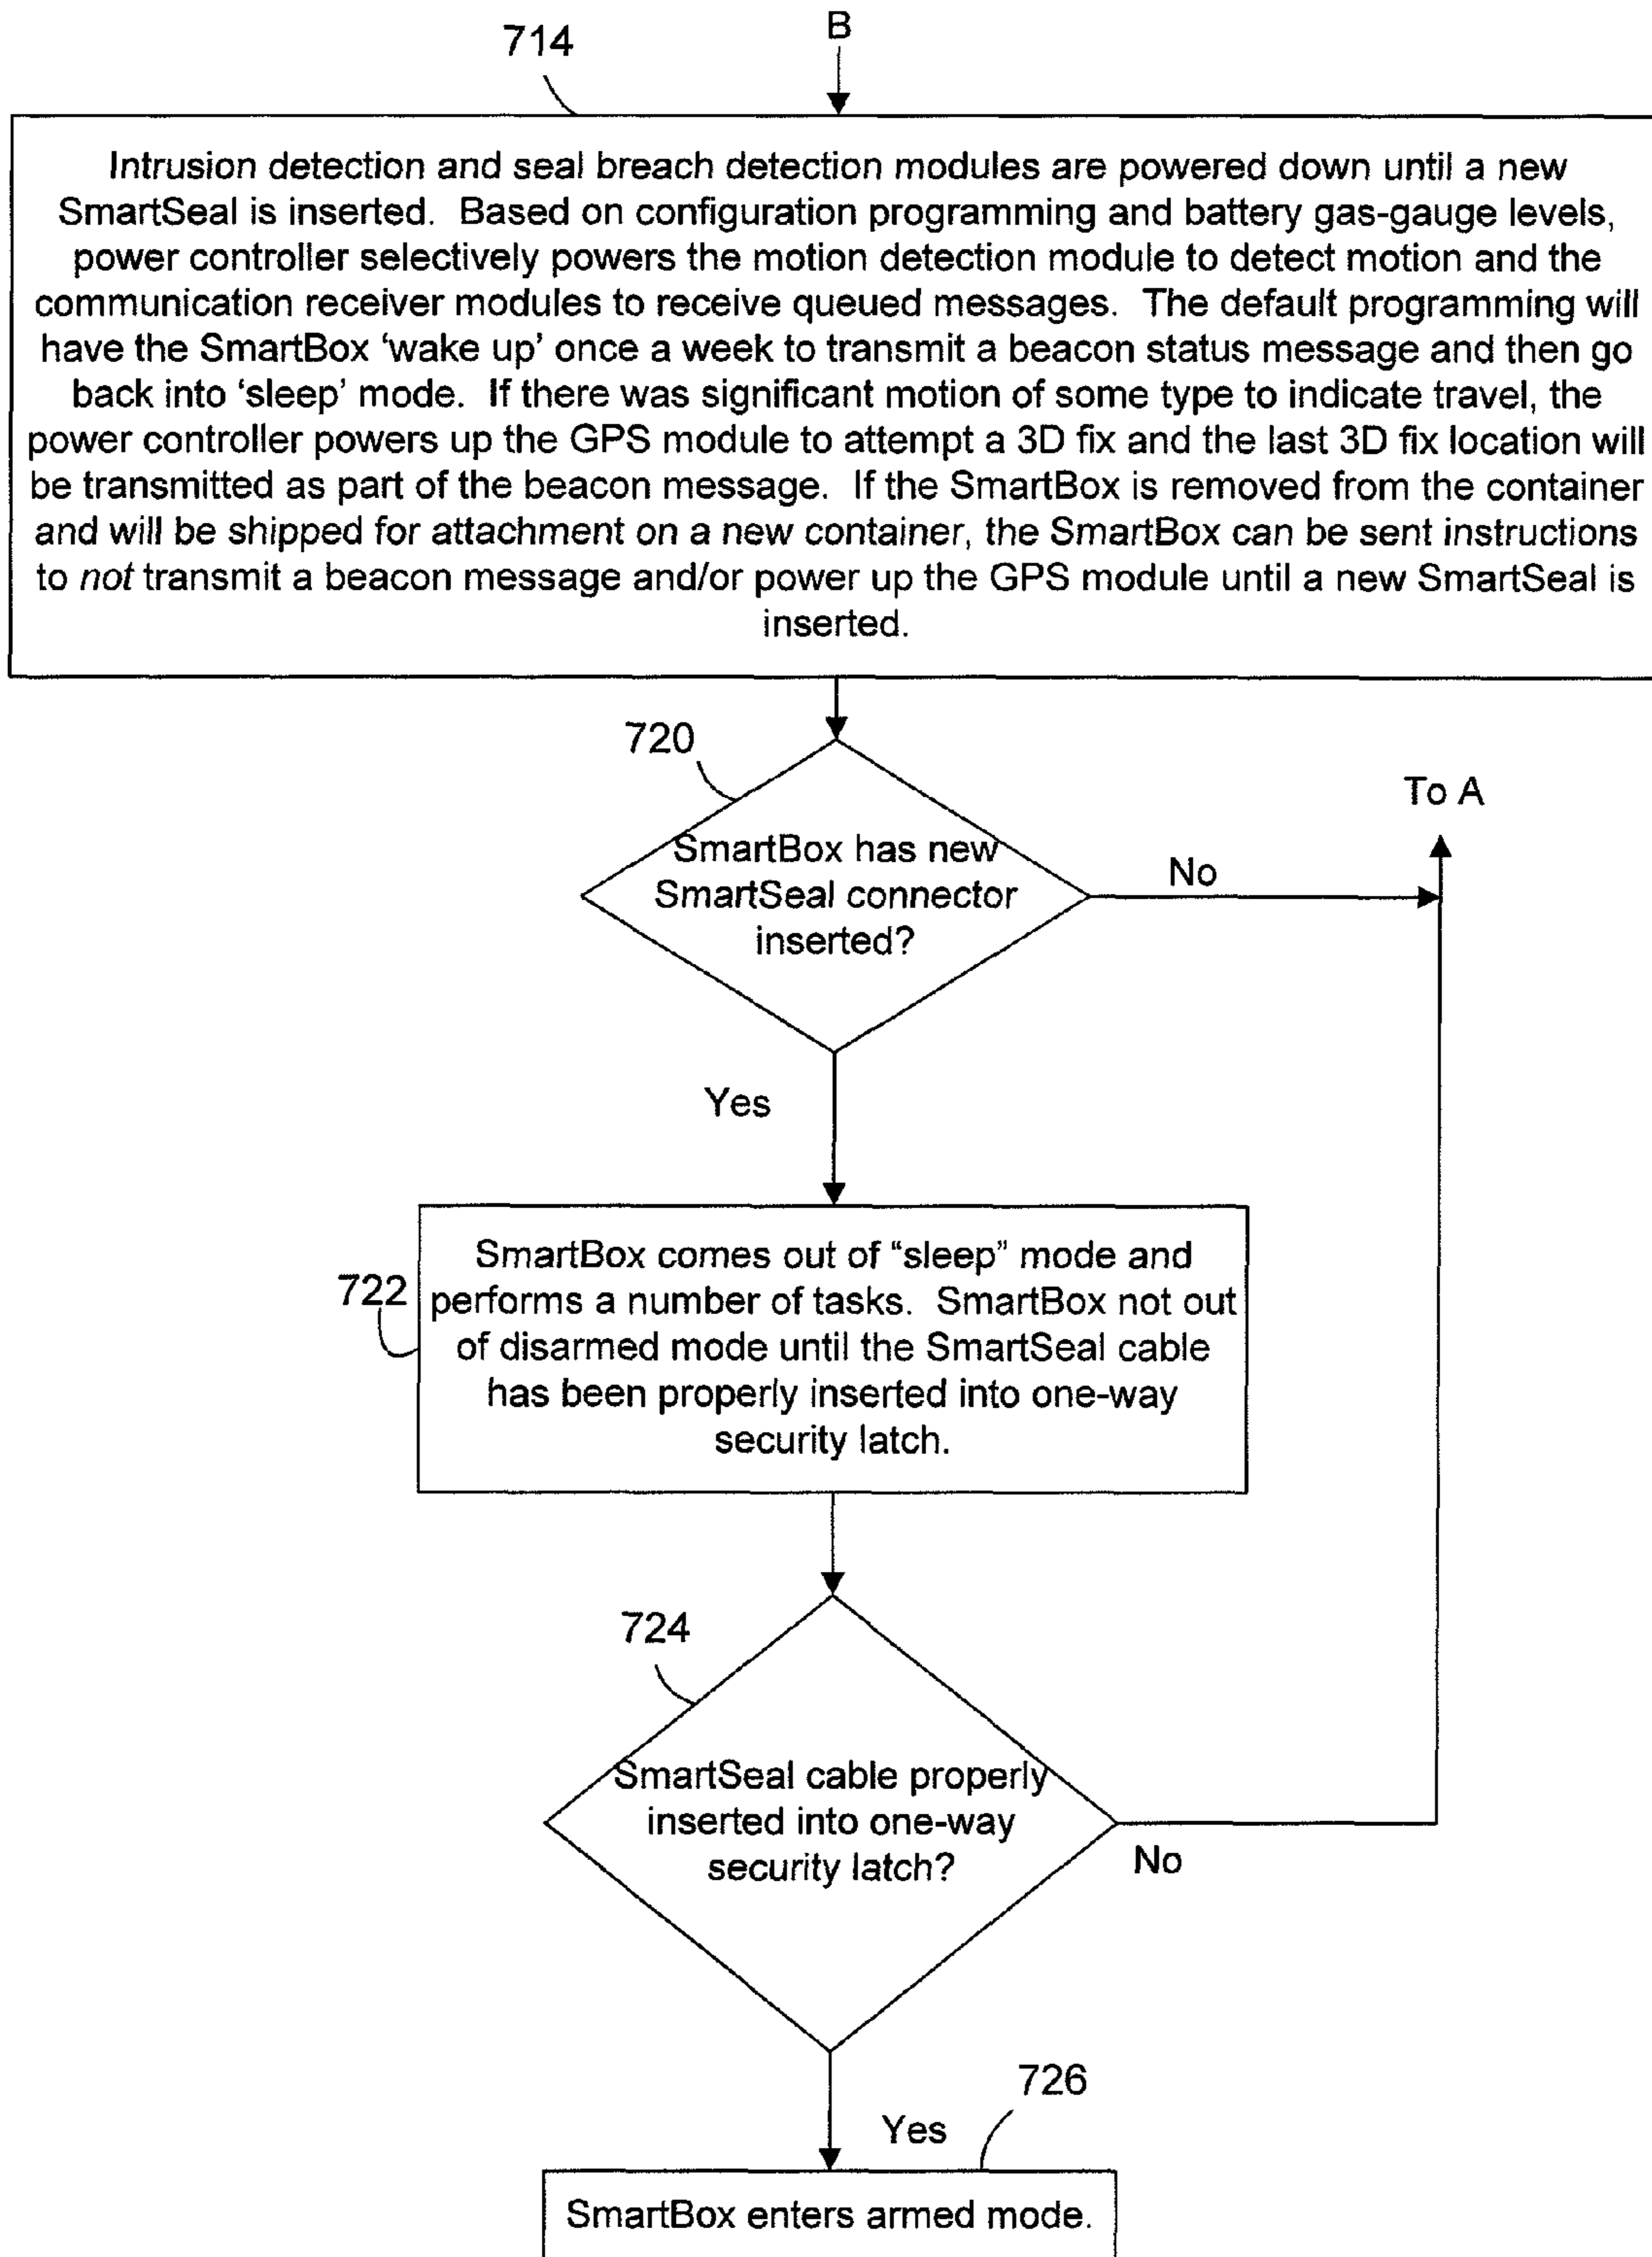 B
714
Intrusion detection and seal breach detection modules are powered down until a new
SmartSeal is inserted. Based on configuration programming and battery gas-gauge levels,
power controller selectively powers the motion detection module to detect motion and the
communication receiver modules to receive queued messages. The default programming will
have the SmartBox ‘wake up’ once a week to transmit a beacon status message and then go
back into ‘sleep’ mode. If there was significant motion of some type to indicate travel, the
power controller powers up the GPS module to attempt a 3D fix and the last 3D fix location will
be transmitted as part of the beacon message. If the SmartBox is removed from the container
and will be shipped for attachment on a new container, the SmartBox can be sent instructions
to not transmit a beacon message and/or power up the GPS module until a new SmartSeal is
inserted.
720
To A
SmartBox has new
SmartSeal connector
inserted?
No
Yes
722
SmartBox comes out of “sleep” mode and
performs a number of tasks. SmartBox not out
of disarmed mode until the SmartSeal cable
has been properly inserted into one-way
security latch.
724
SmartSeal cable properly
inserted into one-way
security latch?
No
Yes
726
SmartBox enters armed mode.